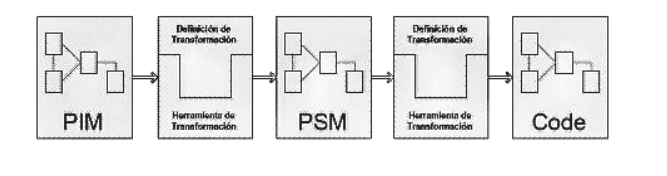 Definición de
Transformación
Definición de
Transformación
PIM
Herramienta de
Transformación
PSM
Herramienta de
Transformación
Code